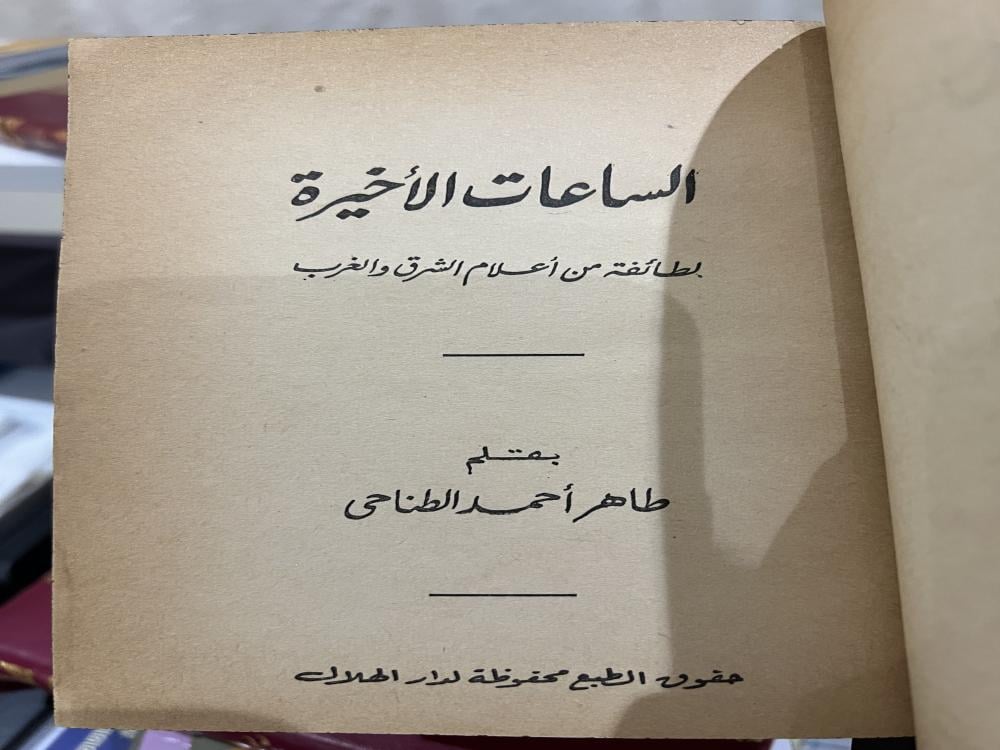 الساعات الأخيرة
لطائفة من أعلام الشرق والغرب
بقلم
طاهر أحمد الطناحى
حقوق الطبع محفوظة لدار الهلال